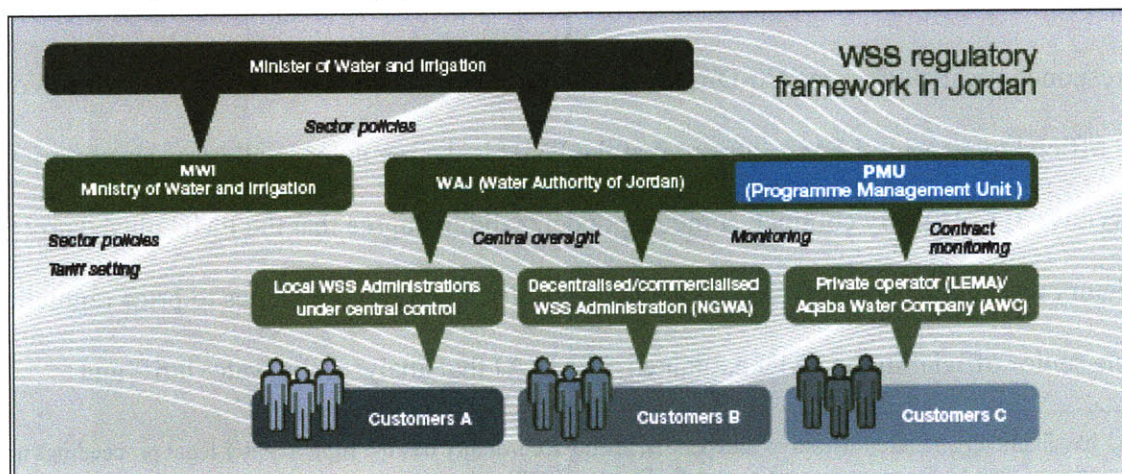 WSS regulatory
framework in Jordan
Minister of Water and Irrigation
Sector policies
MWI
Ministry of Water and Irrigation
WAJ (Water Authority of Jordan)
PMU
(Programme Management Unit )
Sector policies
Tariff setting
Central oversight
Monitoring
Contract
monitoring
Local WSS Administrations
under central control
Decentralised/commercialised
WSS Administration (NGWA)
Private operator (LEMA)/
Aqaba Water Company (AWC)
Customers A
Customers B
Customers C